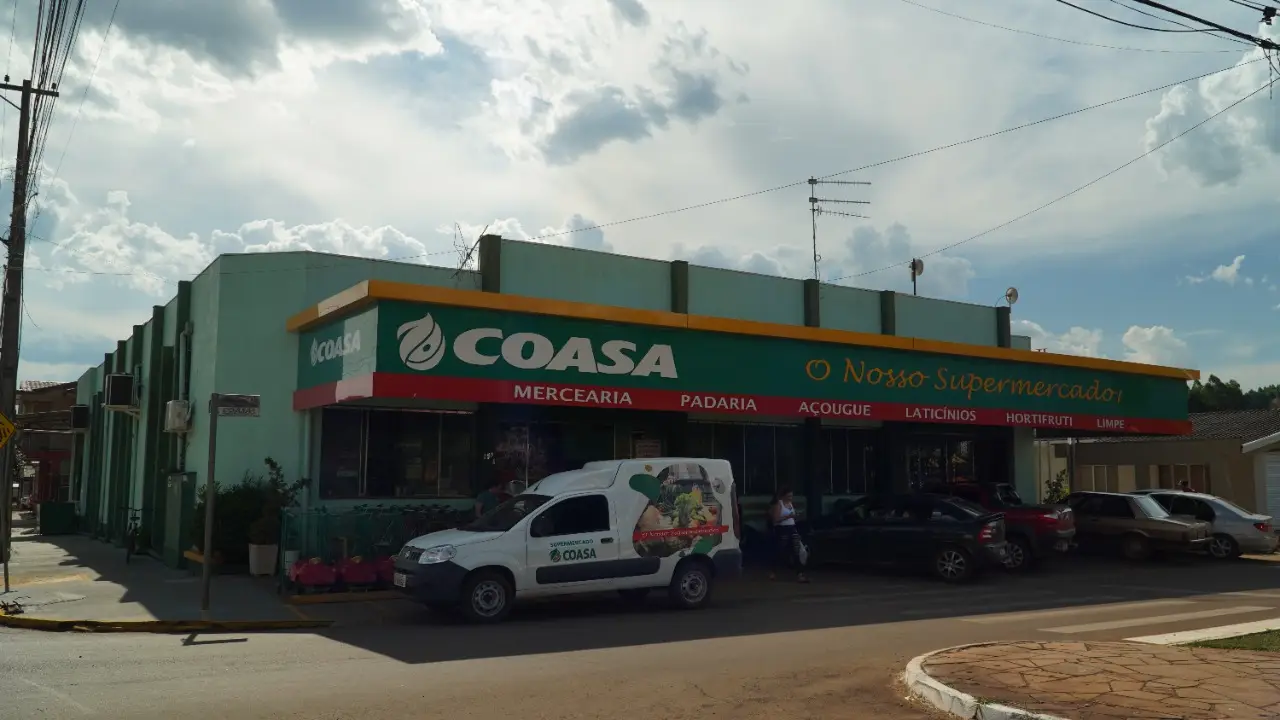 COASA
COASA
O Nosso Supermercado!
MERCEARIA PADARIA AÇOUGUE LATICÍNIOS HORTIFRUTI LIMPE
SUPERMERCADO
COASA